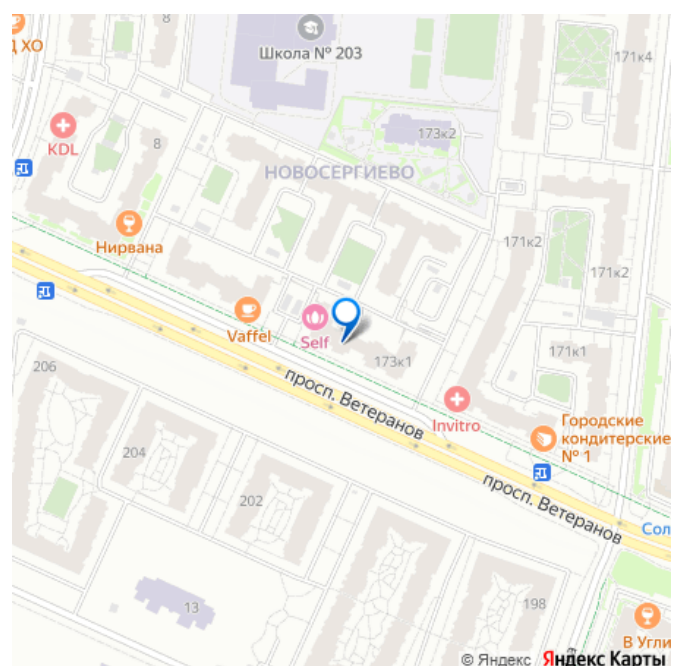 Д ХО
8
Школа № 203
171к4
KDL
8
173к2
НОВОСЕРГИЕВО
Нирвана
171к2
171к2
Vaffel
Self
173к1
171к1
206
просп. Ветеранов
Invitro
Городские
кондитерские
№ 1
204
202
просп. Ветеранов
Сол
13
198
В Угли
© Яндекс Яндекс Карты